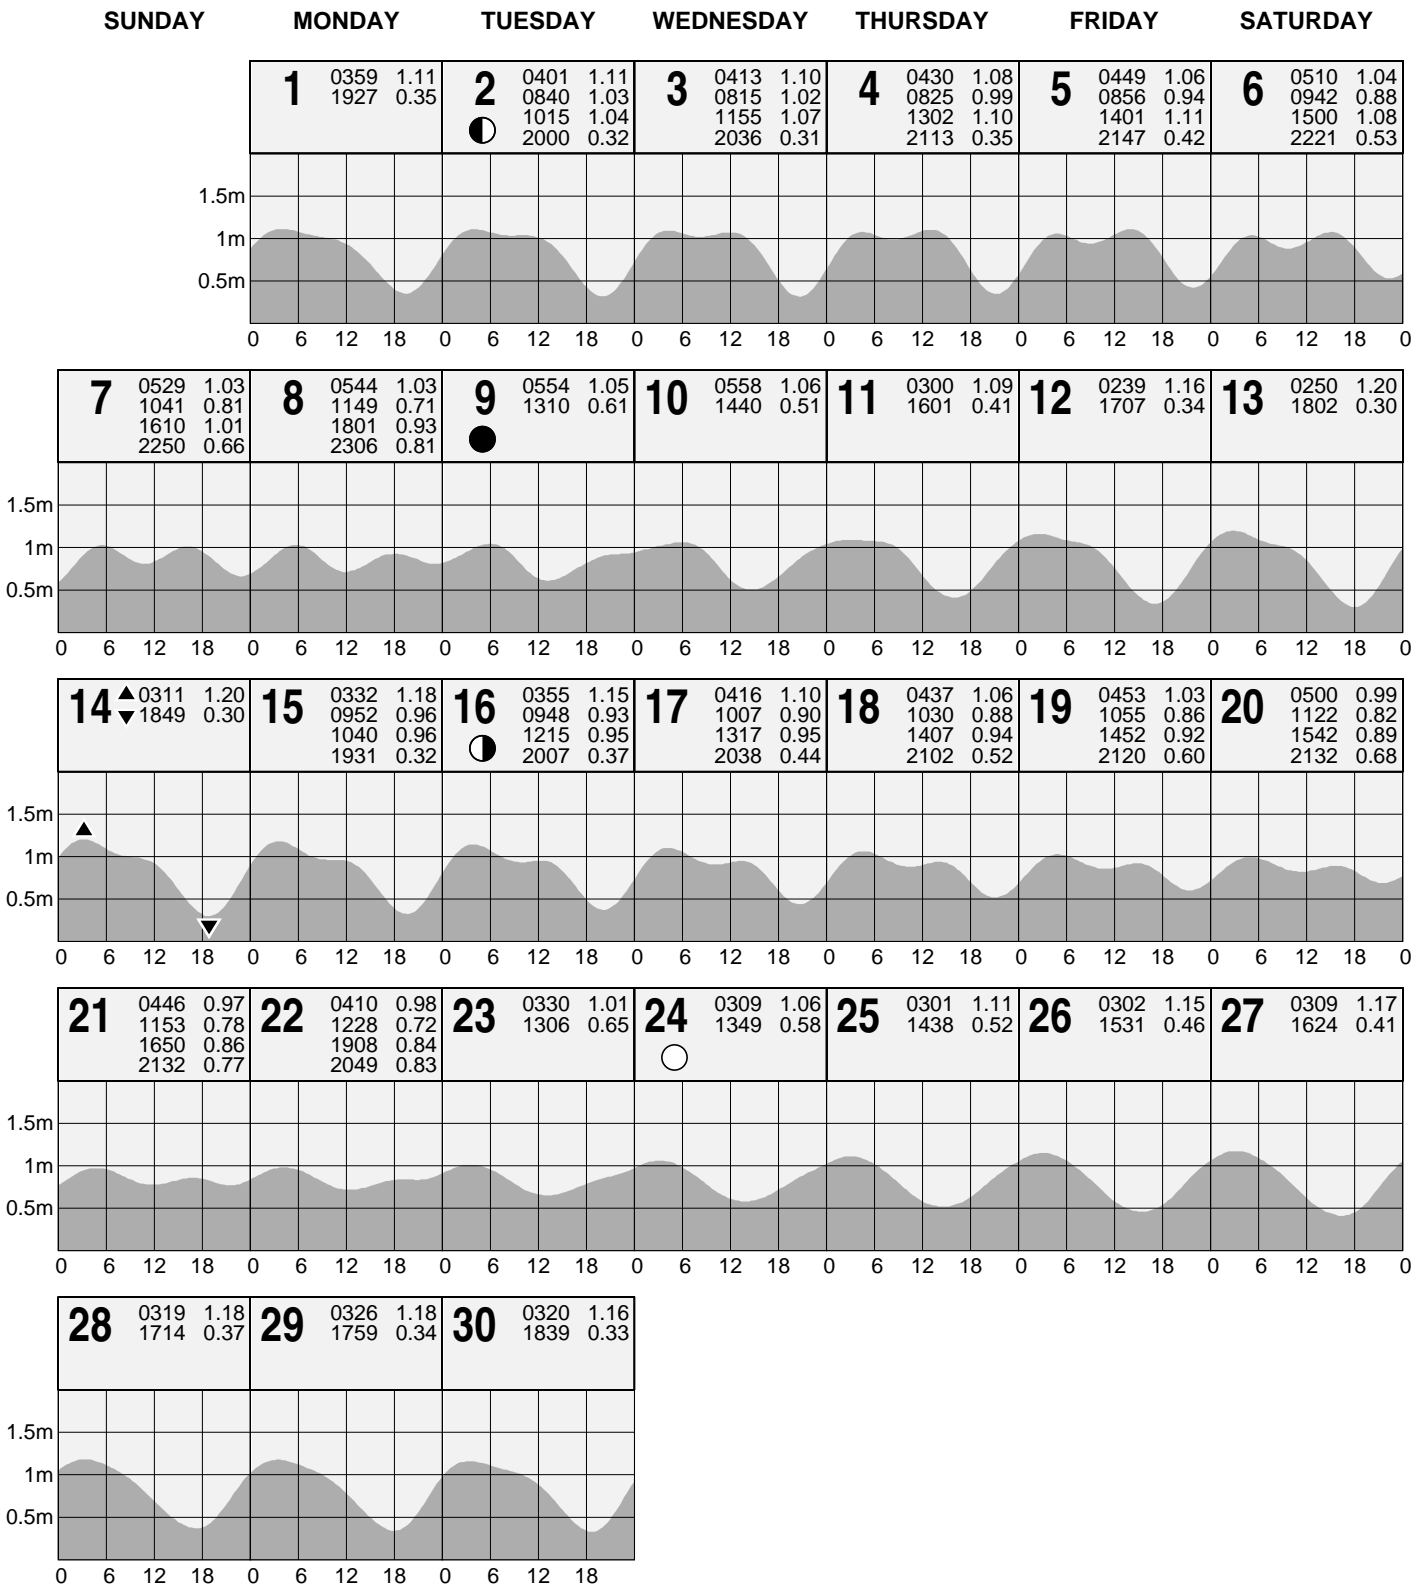 SUNDAY MONDAY TUESDAY WEDNESDAY THURSDAY FRIDAY SATURDAY
1 0359 1.11
1927 0.35
2 0401 1.11
0840 1.03
1015 1.04
2000 0.32
3 0413 1.10
0815 1.02
1155 1.07
2036 0.31
4 0430 1.08
0825 0.99
1302 1.10
2113 0.35
5 0449 1.06
0856 0.94
1401 1.11
2147 0.42
6 0510 1.04
0942 0.88
1500 1.08
2221 0.53
1.5m
1m
0.5m
0 6 12 18 0 6 12 18 0 6 12 18 0 6 12 18 0 6 12 18 0 6 12 18 0
7 0529 1.03
1041 0.81
1610 1.01
2250 0.66
8 0544 1.03
1149 0.71
1801 0.93
2306 0.81
9 0554 1.05
1310 0.61
10 0558 1.06
1440 0.51
11 0300 1.09
1601 0.41
12 0239 1.16
1707 0.34
13 0250 1.20
1802 0.30
1.5m
1m
0.5m
0 6 12 18 0 6 12 18 0 6 12 18 0 6 12 18 0 6 12 18 0 6 12 18 0 6 12 18 0
14 0311 1.20
1849 0.30
15 0332 1.18
0952 0.96
1040 0.96
1931 0.32
16 0355 1.15
0948 0.93
1215 0.95
2007 0.37
17 0416 1.10
1007 0.90
1317 0.95
2038 0.44
18 0437 1.06
1030 0.88
1407 0.94
2102 0.52
19 0453 1.03
1055 0.86
1452 0.92
2120 0.60
20 0500 0.99
1122 0.82
1542 0.89
2132 0.68
1.5m
1m
0.5m
0 6 12 18 0 6 12 18 0 6 12 18 0 6 12 18 0 6 12 18 0 6 12 18 0 6 12 18 0
21 0446 0.97
1153 0.78
1650 0.86
2132 0.77
22 0410 0.98
1228 0.72
1908 0.84
2049 0.83
23 0330 1.01
1306 0.65
24 0309 1.06
1349 0.58
25 0301 1.11
1438 0.52
26 0302 1.15
1531 0.46
27 0309 1.17
1624 0.41
1.5m
1m
0.5m
0 6 12 18 0 6 12 18 0 6 12 18 0 6 12 18 0 6 12 18 0 6 12 18 0 6 12 18 0
28 0319 1.18
1714 0.37
29 0326 1.18
1759 0.34
30 0320 1.16
1839 0.33
1.5m
1m
0.5m
0 6 12 18 0 6 12 18 0 6 12 18